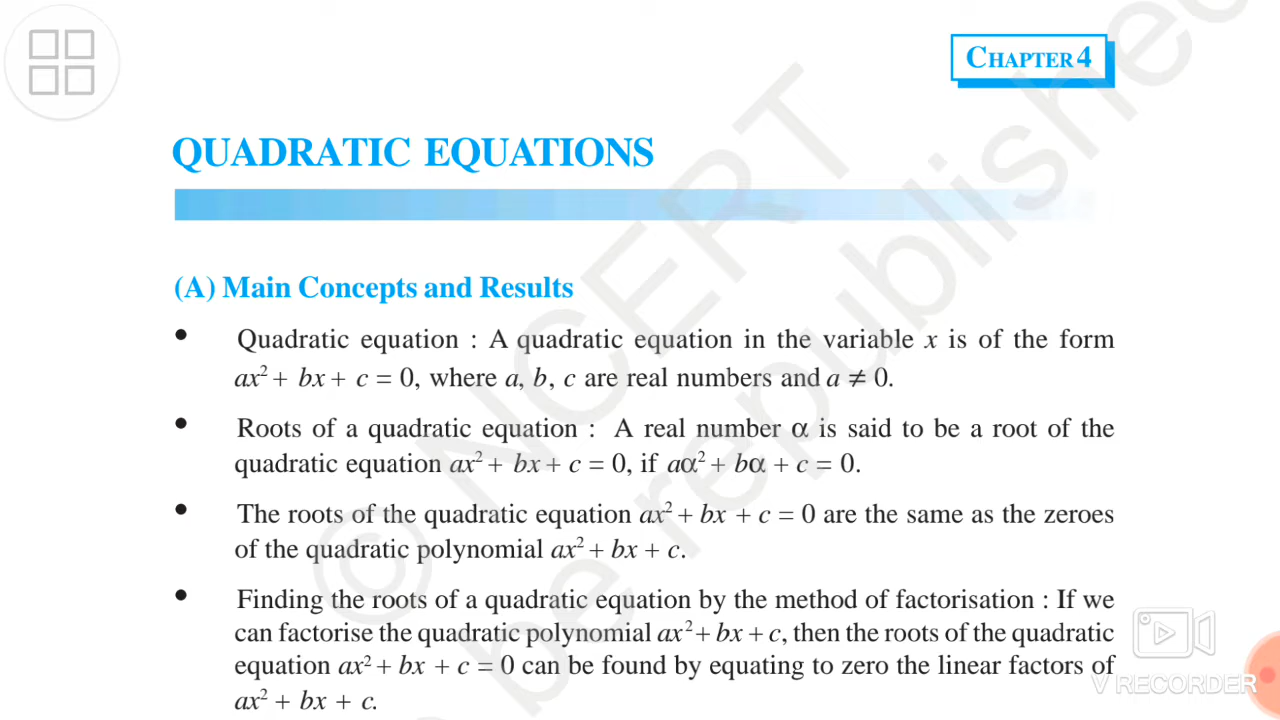 CHAPTER 4
QUADRATIC EQUATIONS
(A) Main Concepts and Results
• Quadratic equation : A quadratic equation in the variable x is of the form
ax² + bx + c = 0, where a, b, c are real numbers and a ≠ 0.
• Roots of a quadratic equation : A real number α is said to be a root of the
quadratic equation ax² + bx + c = 0, if aα² + bα + c = 0.
• The roots of the quadratic equation ax² + bx + c = 0 are the same as the zeroes
of the quadratic polynomial ax² + bx + c.
• Finding the roots of a quadratic equation by the method of factorisation : If we
can factorise the quadratic polynomial ax² + bx + c, then the roots of the quadratic
equation ax² + bx + c = 0 can be found by equating to zero the linear factors of
ax² + bx + c.
© NCERT
be republished
V RECORDER